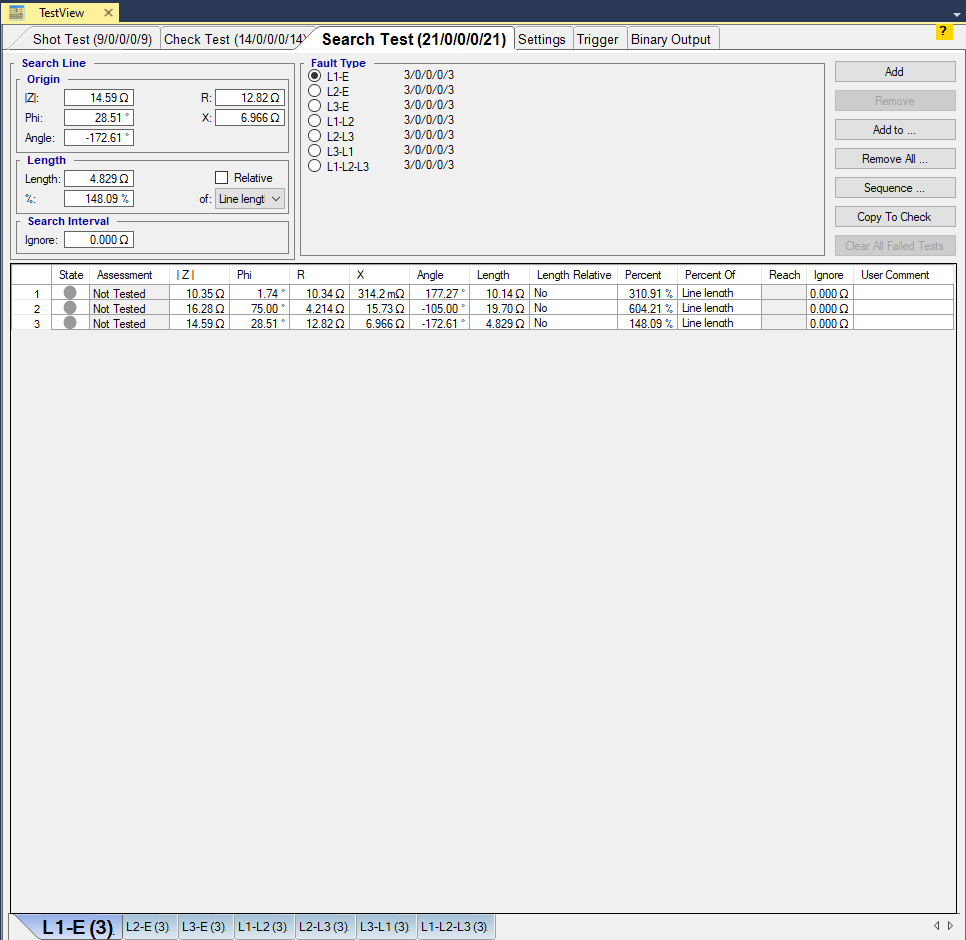 TestView
Shot Test (9/0/0/0/9) Check Test (14/0/0/0/14) Search Test (21/0/0/0/21) Settings Trigger Binary Output
?
Search Line
Origin
|Z|: 14.59 Ω R: 12.82 Ω
Phi: 28.51 ° X: 6.966 Ω
Angle: -172.61 °
Length
Length: 4.829 Ω Relative
%: 148.09 % of: Line lengt
Search Interval
Ignore: 0.000 Ω
Fault Type
L1-E 3/0/0/0/3
L2-E 3/0/0/0/3
L3-E 3/0/0/0/3
L1-L2 3/0/0/0/3
L2-L3 3/0/0/0/3
L3-L1 3/0/0/0/3
L1-L2-L3 3/0/0/0/3
Add
Remove
Add to ...
Remove All ...
Sequence ...
Copy To Check
Clear All Failed Tests
State Assessment | Z | Phi R X Angle Length Length Relative Percent Percent Of Reach Ignore User Comment
1 Not Tested 10.35 Ω 1.74 ° 10.34 Ω 314.2 mΩ 177.27 ° 10.14 Ω No 310.91 % Line length 0.000 Ω
2 Not Tested 16.28 Ω 75.00 ° 4.214 Ω 15.73 Ω -105.00 ° 19.70 Ω No 604.21 % Line length 0.000 Ω
3 Not Tested 14.59 Ω 28.51 ° 12.82 Ω 6.966 Ω -172.61 ° 4.829 Ω No 148.09 % Line length 0.000 Ω
L1-E (3) L2-E (3) L3-E (3) L1-L2 (3) L2-L3 (3) L3-L1 (3) L1-L2-L3 (3)